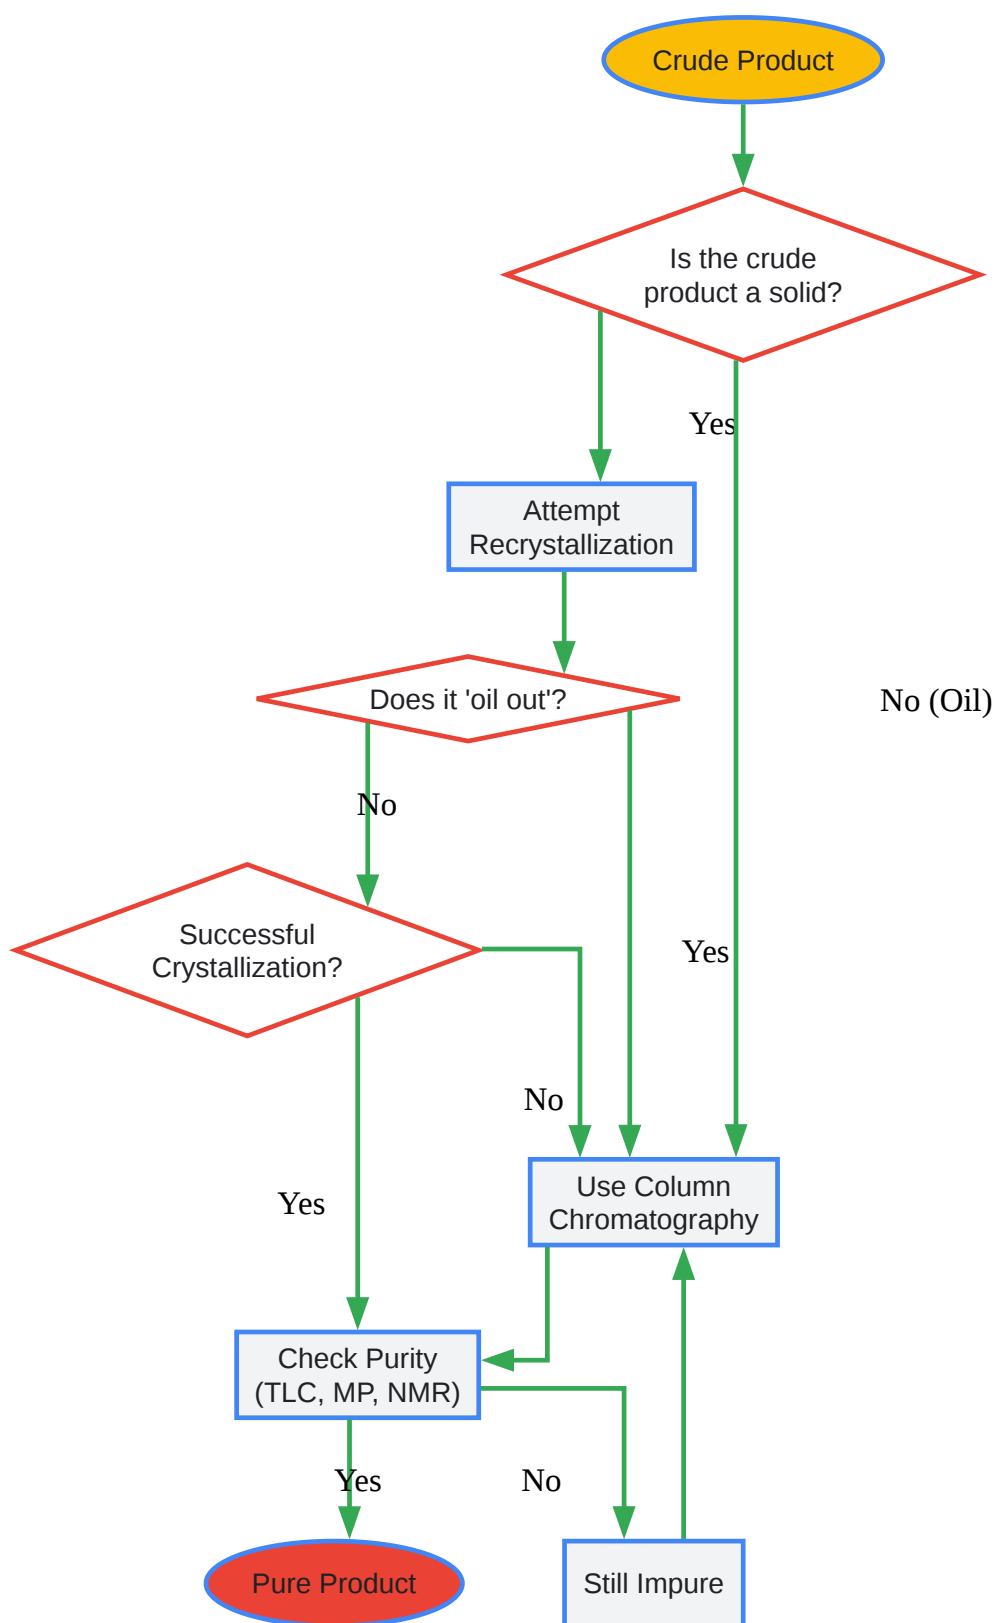 Crude Product
Is the crude
product a solid?
Yes
Attempt
Recrystallization
Does it 'oil out'?
No (Oil)
No
Successful
Crystallization?
Yes
No
Use Column
Chromatography
Yes
Check Purity
(TLC, MP, NMR)
Yes
No
Pure Product
Still Impure